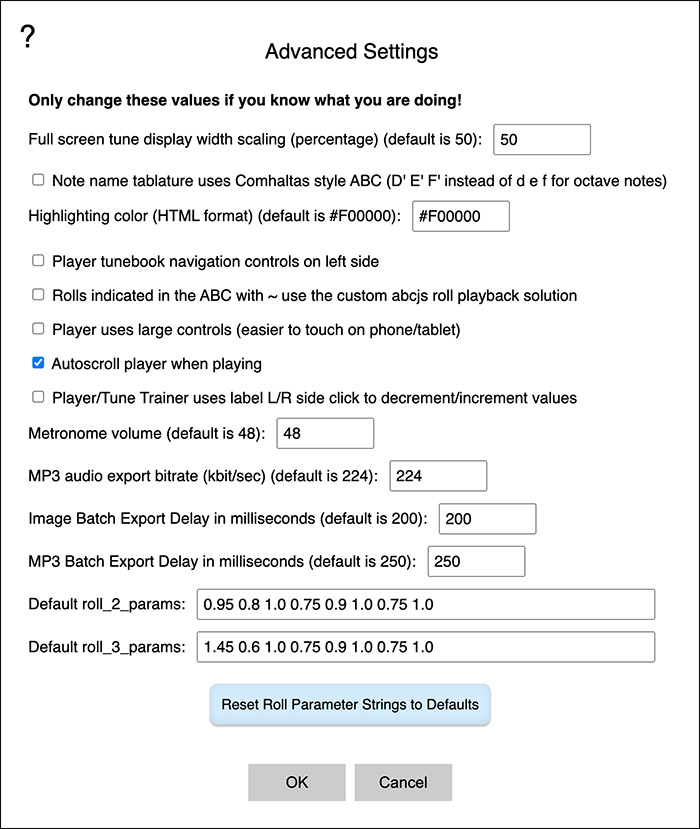 ?
Advanced Settings
Only change these values if you know what you are doing!
Full screen tune display width scaling (percentage) (default is 50): 50
Note name tablature uses Comhaltas style ABC (D' E' F' instead of d e f for octave notes)
Highlighting color (HTML format) (default is #F00000): #F00000
Player tunebook navigation controls on left side
Rolls indicated in the ABC with ~ use the custom abcjs roll playback solution
Player uses large controls (easier to touch on phone/tablet)
Autoscroll player when playing
Player/Tune Trainer uses label L/R side click to decrement/increment values
Metronome volume (default is 48): 48
MP3 audio export bitrate (kbit/sec) (default is 224): 224
Image Batch Export Delay in milliseconds (default is 200): 200
MP3 Batch Export Delay in milliseconds (default is 250): 250
Default roll_2_params: 0.95 0.8 1.0 0.75 0.9 1.0 0.75 1.0
Default roll_3_params: 1.45 0.6 1.0 0.75 0.9 1.0 0.75 1.0
Reset Roll Parameter Strings to Defaults
OK Cancel